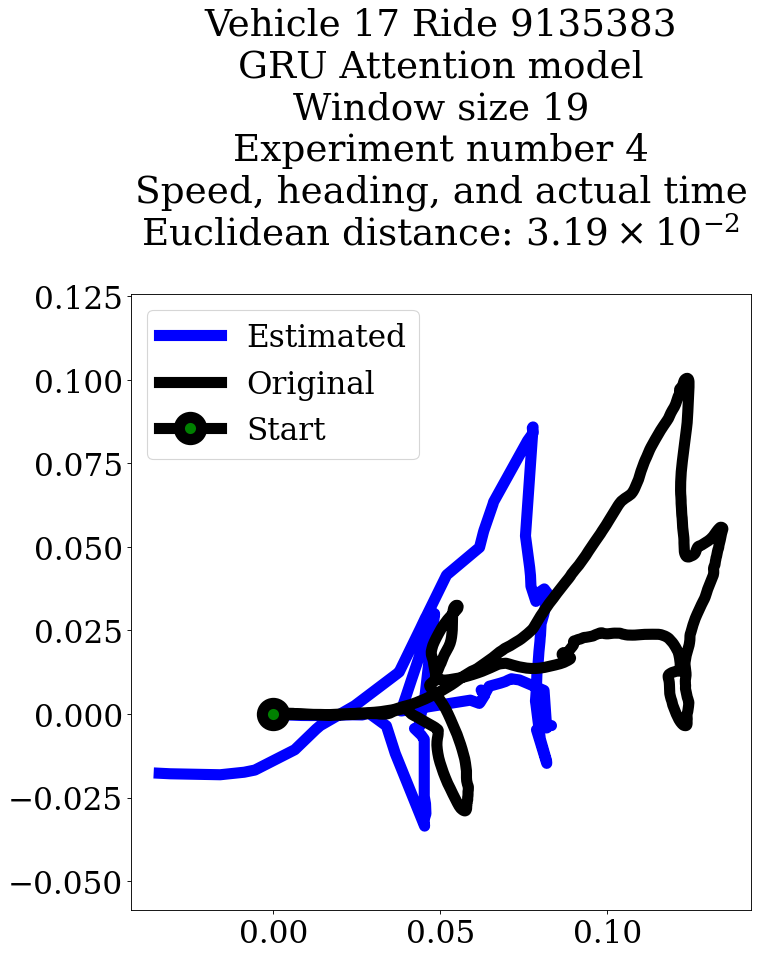 Vehicle 17 Ride 9135383
GRU Attention model
Window size 19
Experiment number 4
Speed, heading, and actual time
Euclidean distance: 3.19 × 10⁻²
0.125
0.100
0.075
0.050
0.025
0.000
−0.025
−0.050
Estimated
Original
Start
0.00 0.05 0.10